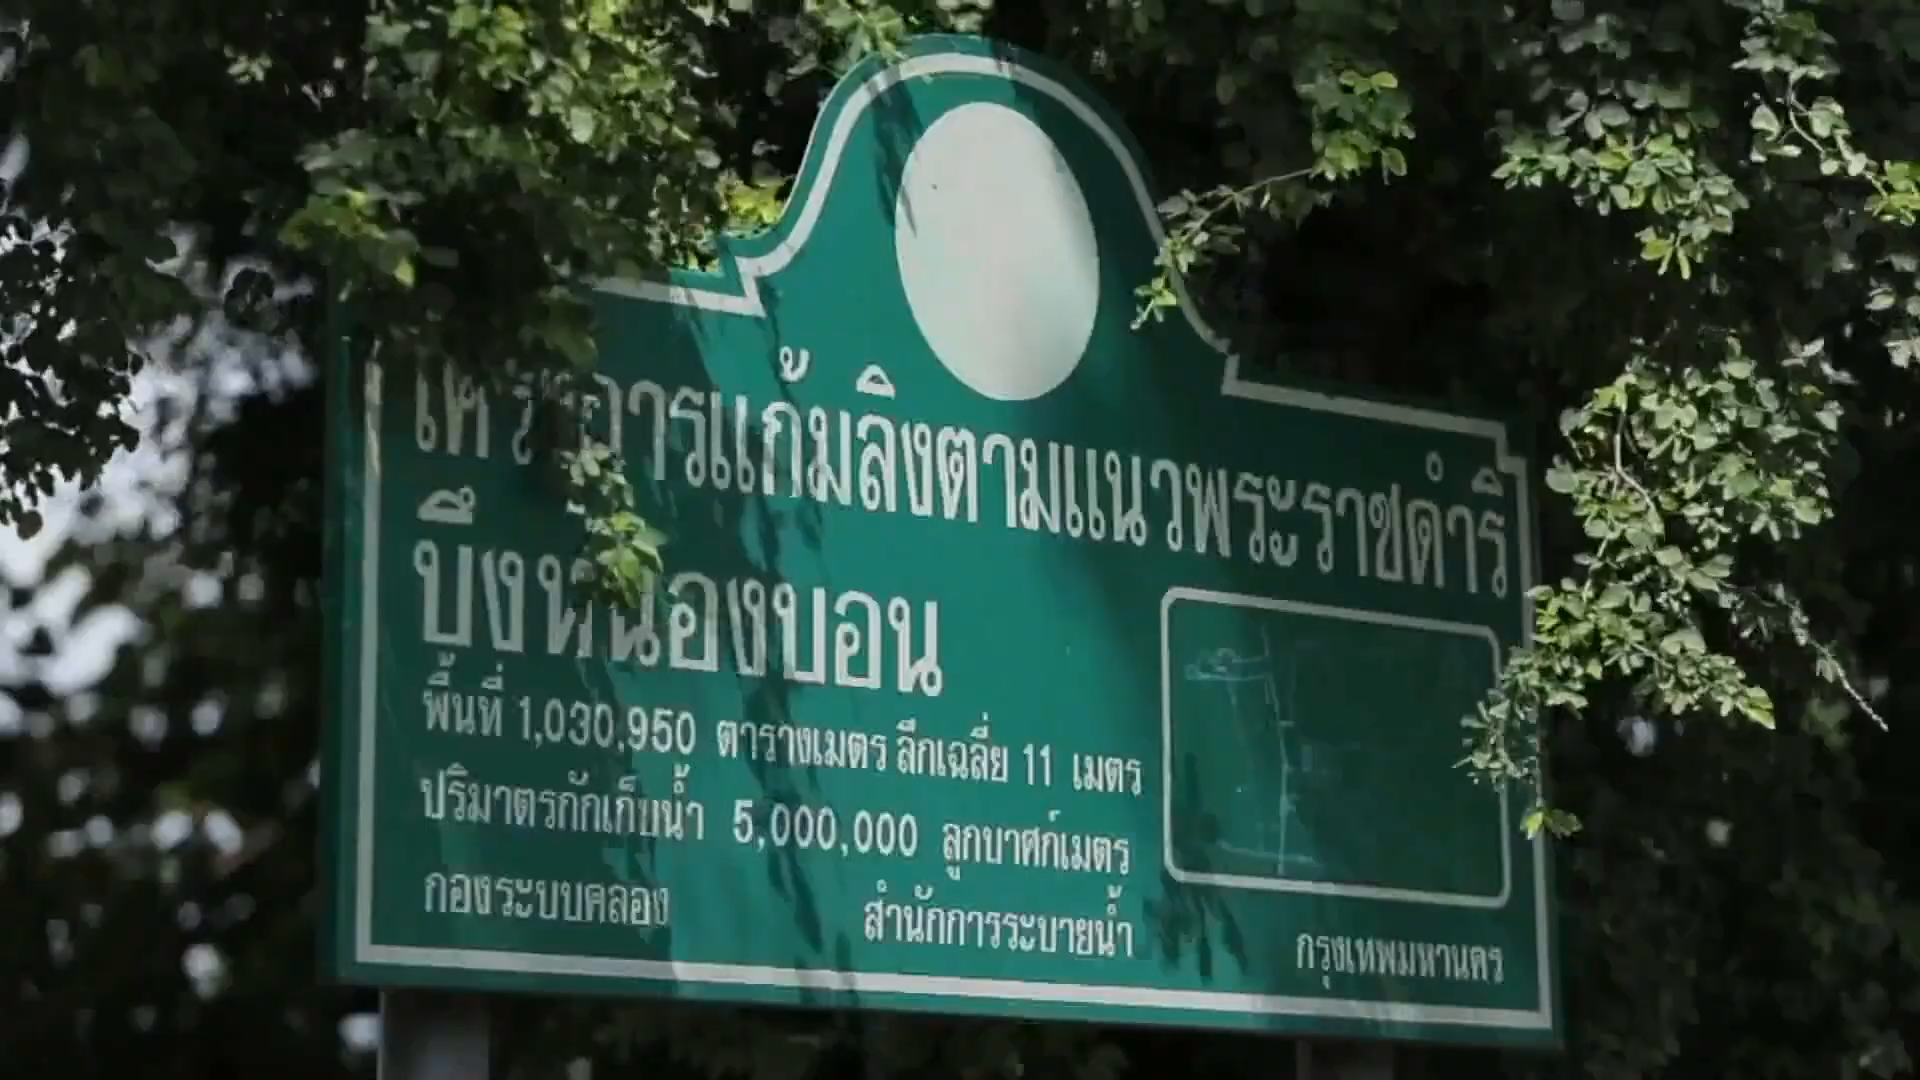 โครงการแก้มลิงตามแนวพระราชดำริ
บึงหนองบอน
พื้นที่ 1,030,950 ตารางเมตร ลึกเฉลี่ย 11 เมตร
ปริมาตรกักเก็บน้ำ 5,000,000 ลูกบาศก์เมตร
กองระบบคลอง สำนักการระบายน้ำ กรุงเทพมหานคร